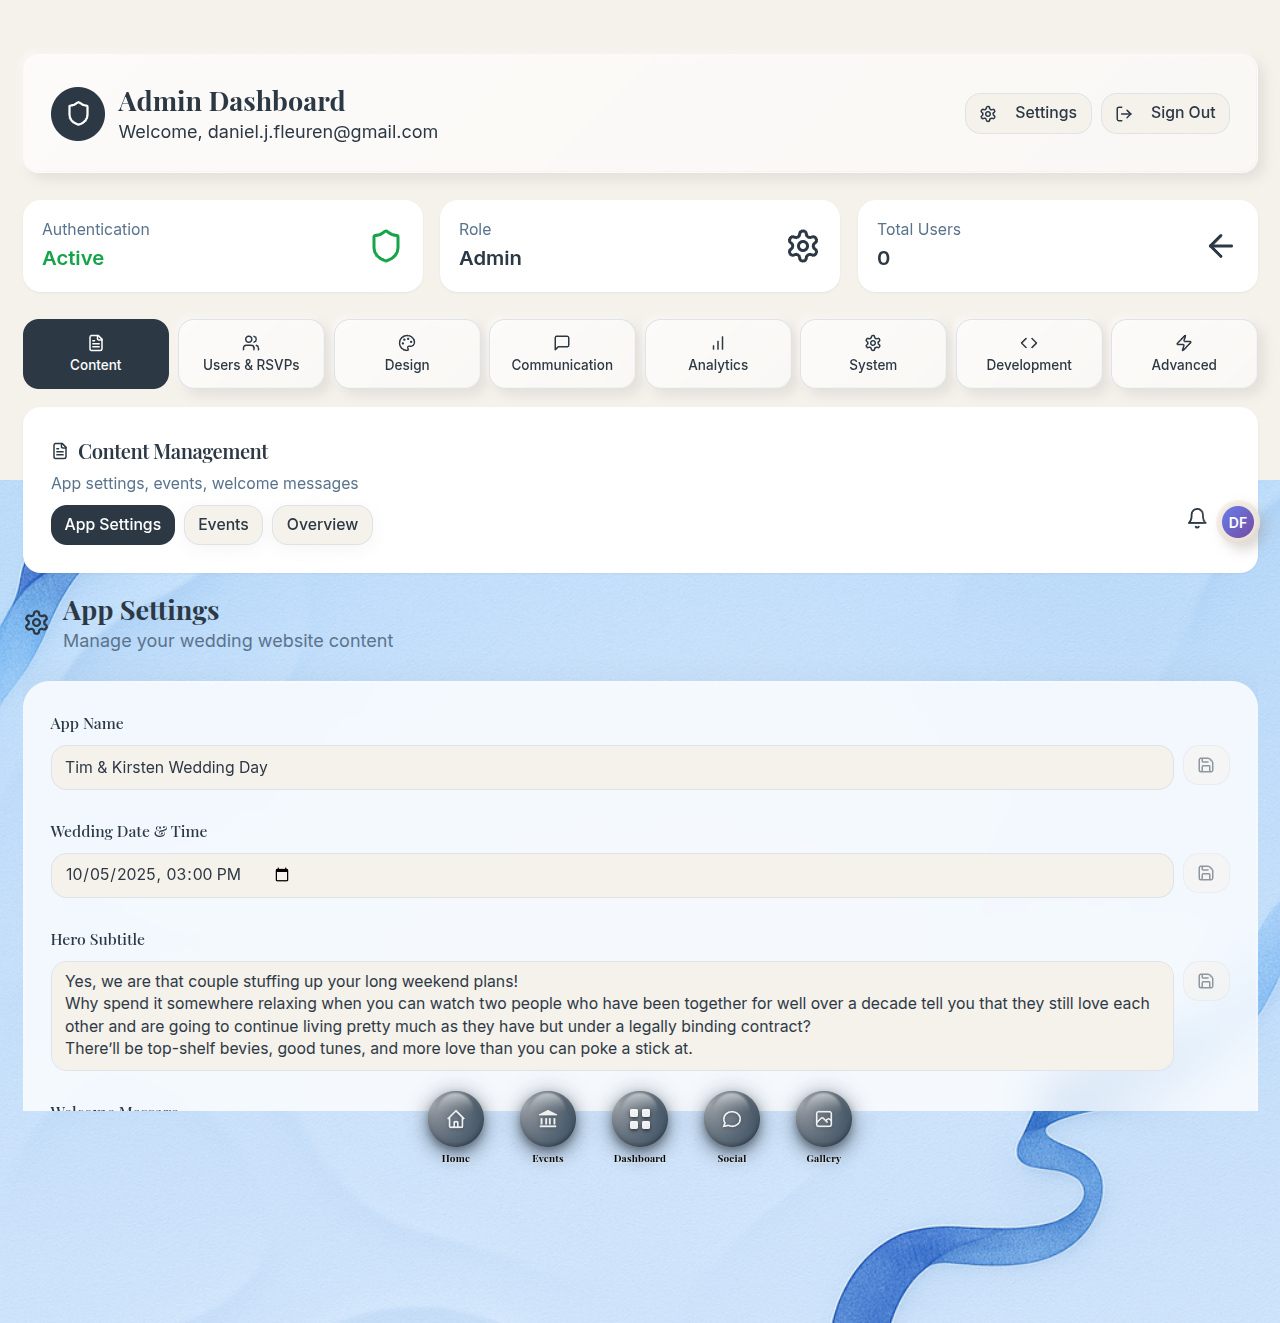 Admin Dashboard
Welcome, daniel.j.fleuren@gmail.com
Settings
Sign Out
Authentication
Active
Role
Admin
Total Users
0
Content
Users & RSVPs
Design
Communication
Analytics
System
Development
Advanced
Content Management
App settings, events, welcome messages
App Settings
Events
Overview
DF
App Settings
Manage your wedding website content
App Name
Tim & Kirsten Wedding Day
Wedding Date & Time
10/05/2025, 03:00 PM
Hero Subtitle
Yes, we are that couple stuffing up your long weekend plans!
Why spend it somewhere relaxing when you can watch two people who have been together for well over a decade tell you that they still love each
other and are going to continue living pretty much as they have but under a legally binding contract?
There’ll be top-shelf bevies, good tunes, and more love than you can poke a stick at.
Welcome Message
Home
Events
Dashboard
Social
Gallery